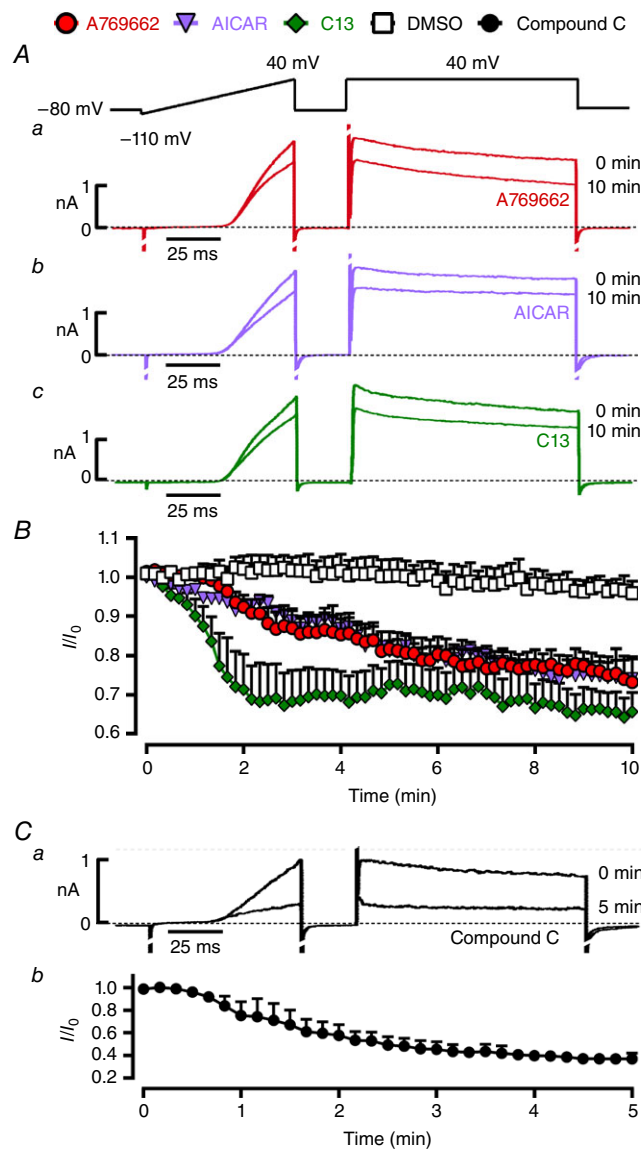 A769662 AICAR C13 DMSO Compound C
A
40 mV 40 mV
−80 mV
−110 mV
a
0 min
1
nA
10 min
A769662
0
25 ms
b
0 min
1
nA
10 min
AICAR
0
25 ms
c
0 min
1
nA
10 min
C13
0
25 ms
B
1.1
1.0
0.9
I/I0
0.8
0.7
0.6
0 2 4 6 8 10
Time (min)
C
a
1
0 min
nA
5 min
0
25 ms
Compound C
b
1.0
0.8
I/I0
0.6
0.4
0.2
0 1 2 3 4 5
Time (min)